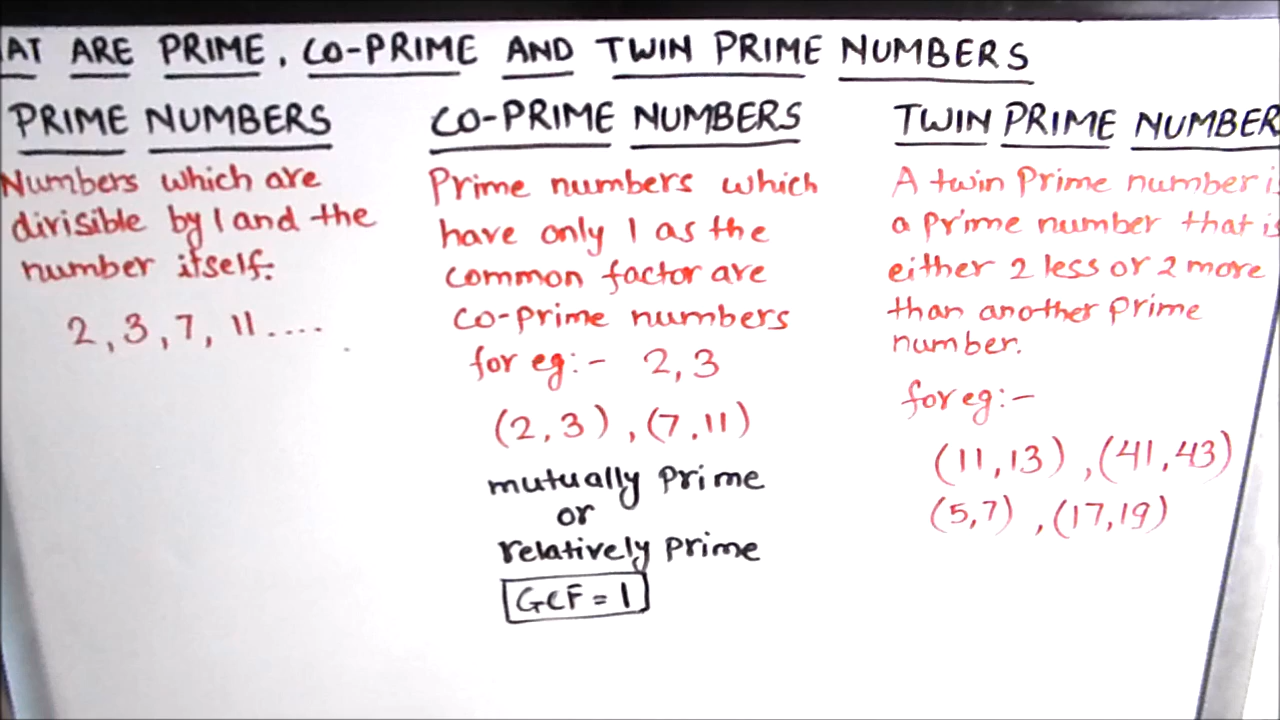 AT ARE PRIME, CO-PRIME AND TWIN PRIME NUMBERS
PRIME NUMBERS
Numbers which are
divisible by 1 and the
number itself:
2, 3, 7, 11....
CO-PRIME NUMBERS
Prime numbers which
have only 1 as the
common factor are
co-prime numbers
for eg:- 2, 3
(2, 3), (7, 11)
mutually prime
or
relatively prime
GCF = 1
TWIN PRIME NUMBER
A twin prime number i
a prime number that is
either 2 less or 2 more
than another prime
number.
for eg:-
(11, 13), (41, 43)
(5, 7), (17, 19)